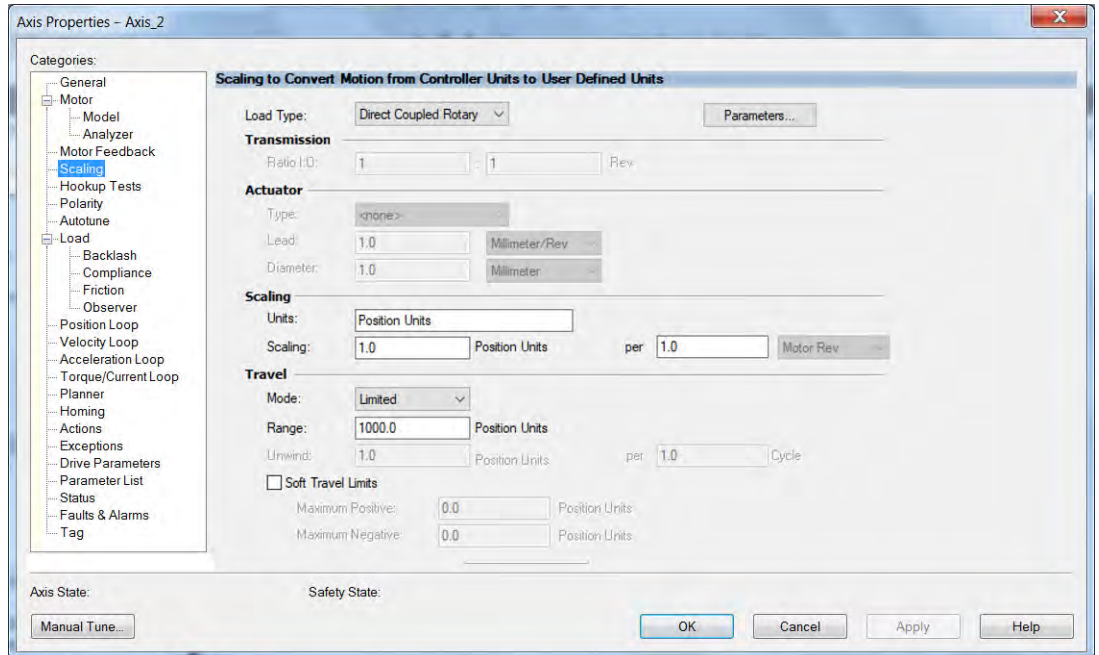 Axis Properties – Axis_2
X
Categories:
General
Motor
Model
Analyzer
Motor Feedback
Scaling
Hookup Tests
Polarity
Autotune
Load
Backlash
Compliance
Friction
Observer
Position Loop
Velocity Loop
Acceleration Loop
Torque/Current Loop
Planner
Homing
Actions
Exceptions
Drive Parameters
Parameter List
Status
Faults & Alarms
Tag
Scaling to Convert Motion from Controller Units to User Defined Units
Load Type: Direct Coupled Rotary Parameters...
Transmission
Ratio I:O: 1 : 1 Rev
Actuator
Type: <none>
Lead: 1.0 Millimeter/Rev
Diameter: 1.0 Millimeter
Scaling
Units: Position Units
Scaling: 1.0 Position Units per 1.0 Motor Rev
Travel
Mode: Limited
Range: 1000.0 Position Units
Unwind: 1.0 Position Units per 1.0 Cycle
Soft Travel Limits
Maximum Positive: 0.0 Position Units
Maximum Negative: 0.0 Position Units
Axis State: Safety State:
Manual Tune... OK Cancel Apply Help